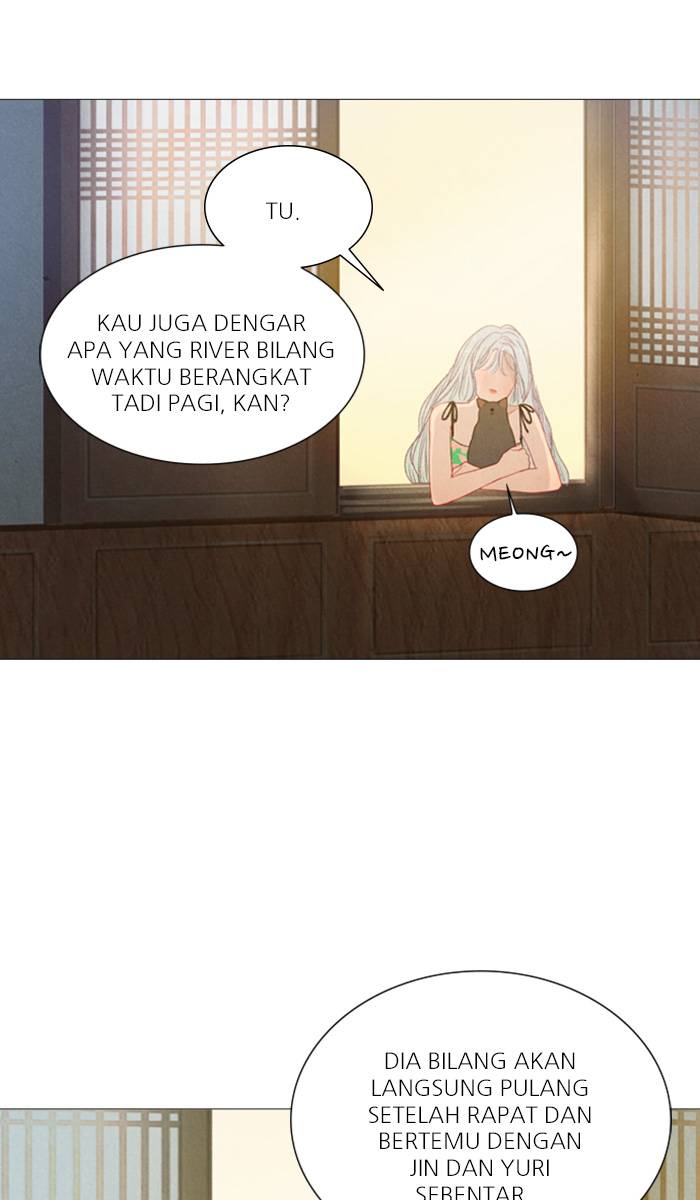 TU.
KAU JUGA DENGAR
APA YANG RIVER BILANG
WAKTU BERANGKAT
TADI PAGI, KAN?
MEONG~
DIA BILANG AKAN
LANGSUNG PULANG
SETELAH RAPAT DAN
BERTEMU DENGAN
JIN DAN YURI
SEBENTAR